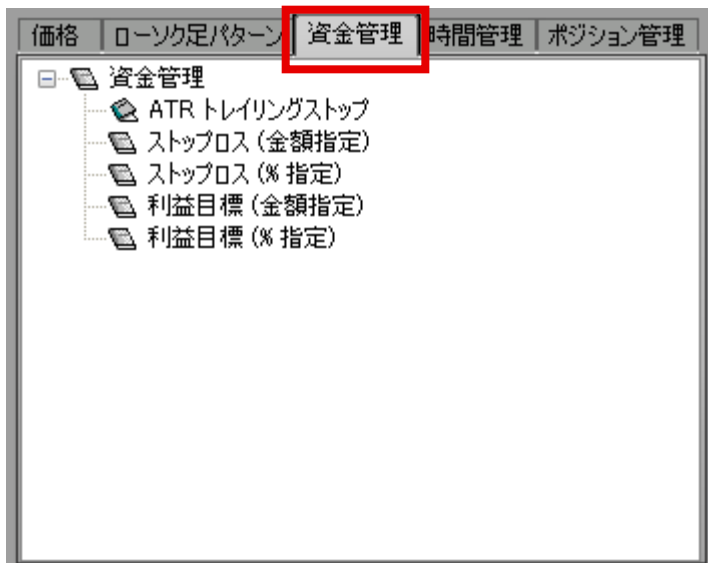 価格 ローソク足パターン 資金管理 時間管理 ポジション管理
資金管理
ATR トレイリングストップ
ストップロス (金額指定)
ストップロス (% 指定)
利益目標 (金額指定)
利益目標 (% 指定)